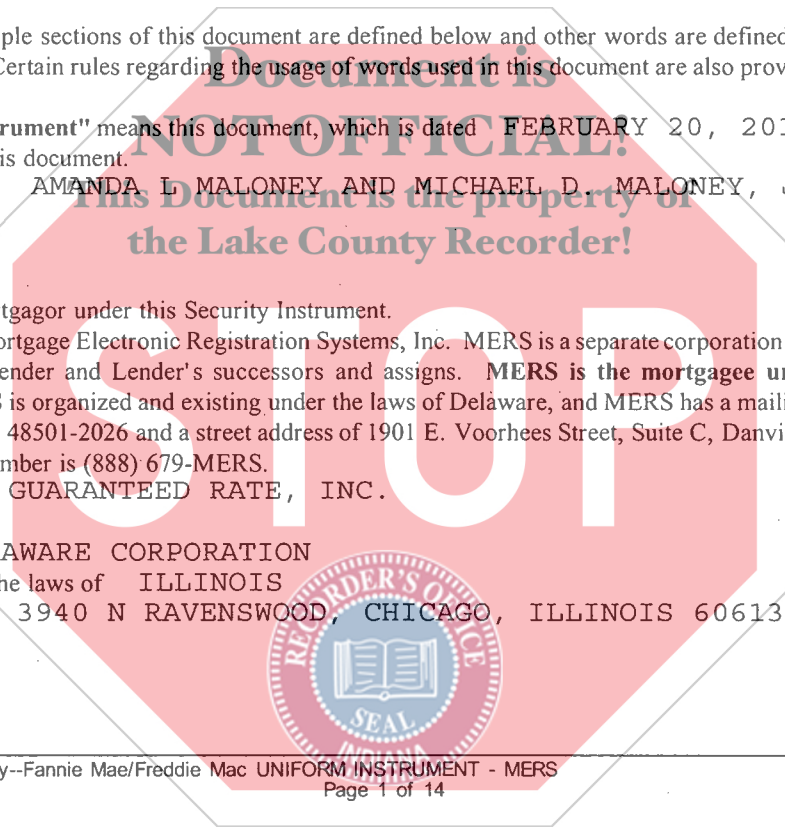 ple sections of this document are defined below and other words are defined
Certain rules regarding the usage of words used in this document are also prov
Document is
rument" means this document, which is dated FEBRUARY 20, 201
NOT OFFICIAL!
is document.
AMANDA L MALONEY AND MICHAEL D. MALONEY, J
This Document is the property of
the Lake County Recorder!
rtgagor under this Security Instrument.
ortgage Electronic Registration Systems, Inc. MERS is a separate corporation
ender and Lender's successors and assigns. MERS is the mortgagee un
S is organized and existing under the laws of Delaware, and MERS has a maili
48501-2026 and a street address of 1901 E. Voorhees Street, Suite C, Danvi
mber is (888) 679-MERS.
STOP
GUARANTEED RATE, INC.
AWARE CORPORATION
he laws of ILLINOIS
3940 N RAVENSWOOD, CHICAGO, ILLINOIS 60613
RECORDER'S OFFICE
SEAL
INDIANA
y--Fannie Mae/Freddie Mac UNIFORM INSTRUMENT - MERS
Page 1 of 14